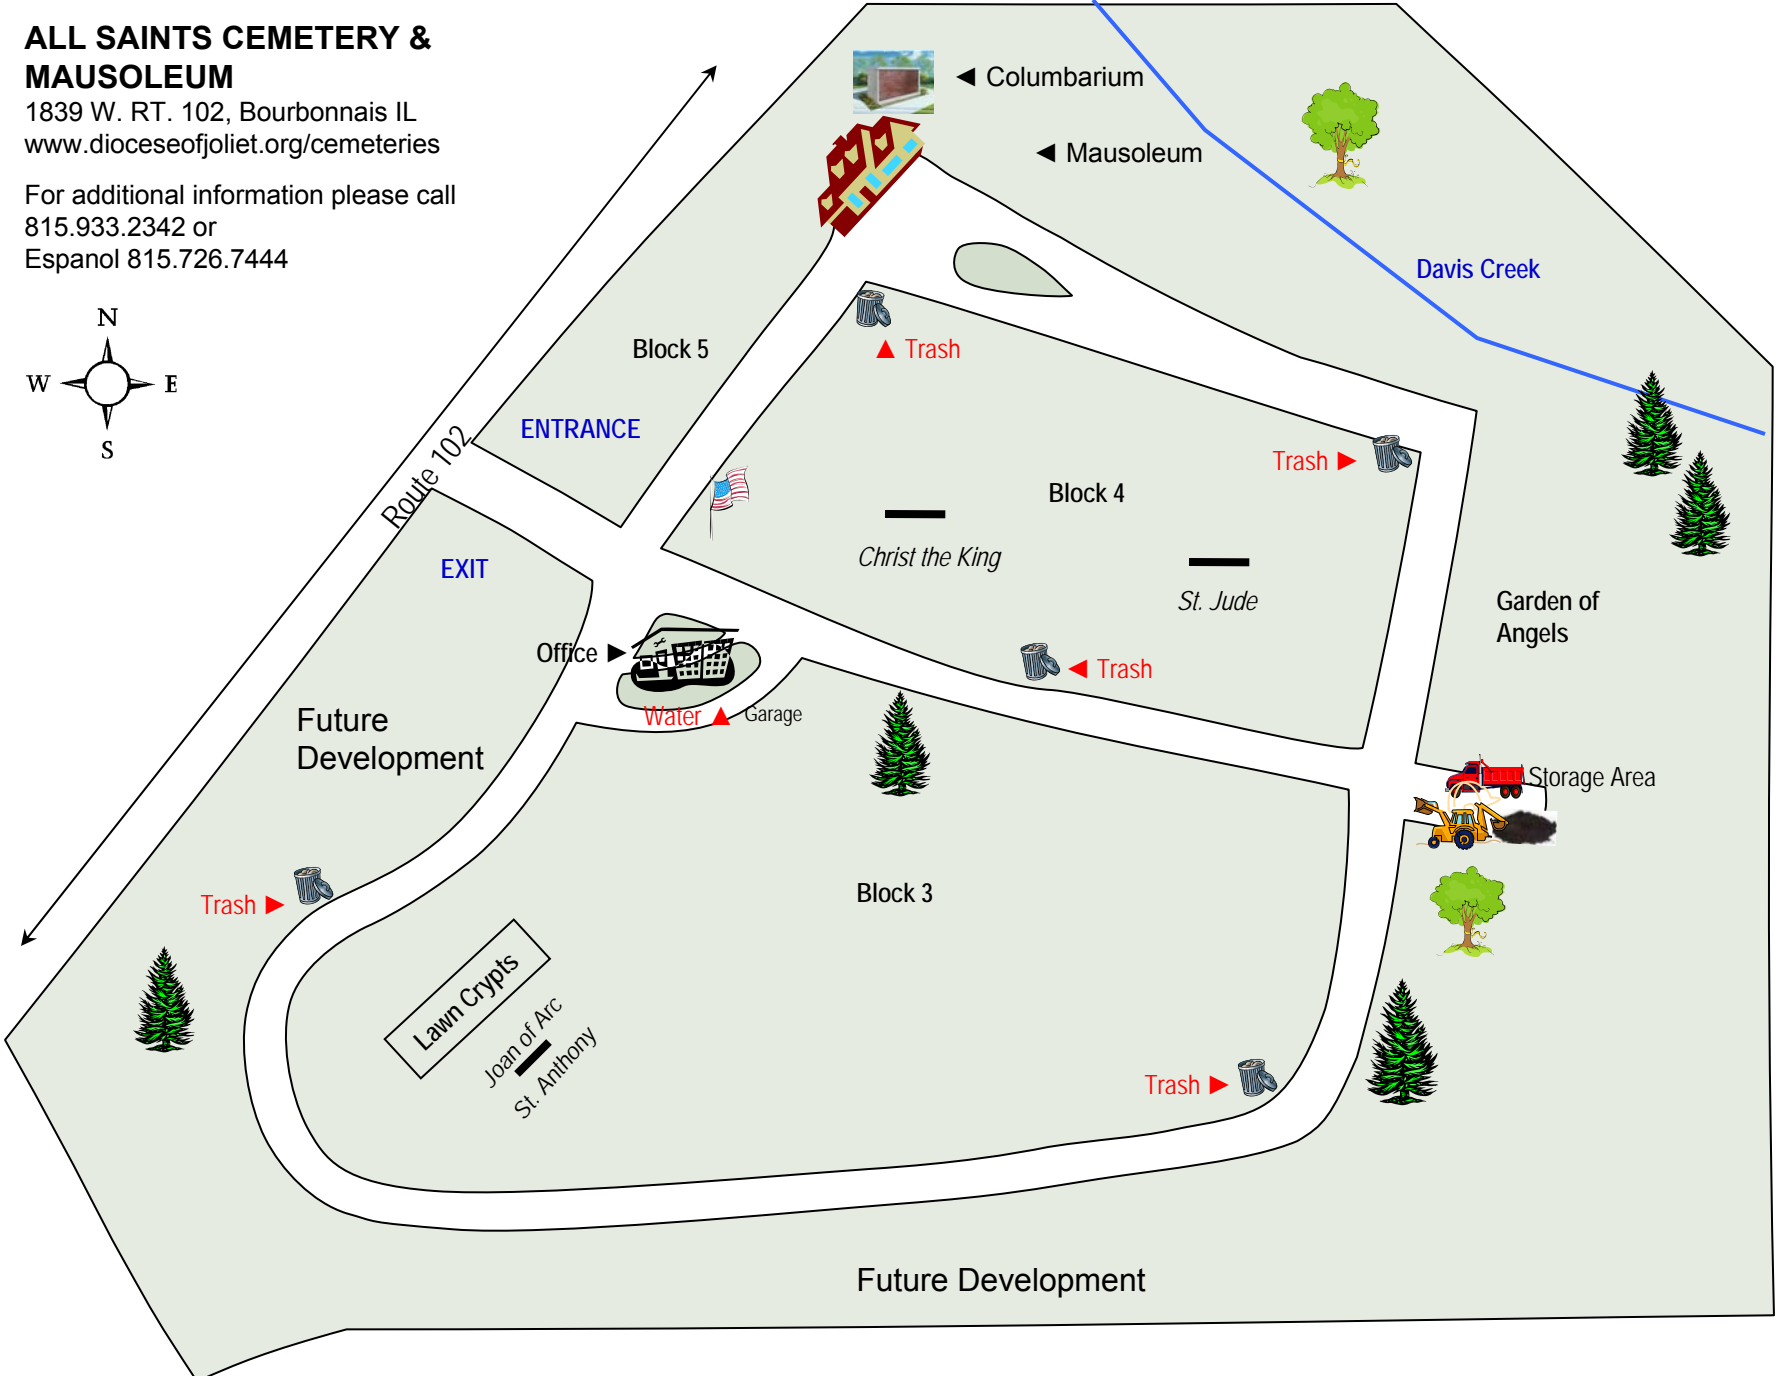 ALL SAINTS CEMETERY &
MAUSOLEUM
1839 W. RT. 102, Bourbonnais IL
www.dioceseofjoliet.org/cemeteries
For additional information please call
815.933.2342 or
Espanol 815.726.7444
N
W E
S
◄ Columbarium
◄ Mausoleum
Davis Creek
Block 5
▲ Trash
ENTRANCE
Route 102
Trash ►
Block 4
Christ the King
St. Jude
EXIT
Garden of
Angels
Office ►
◄ Trash
Water ▲ Garage
Future
Development
Storage Area
Trash ►
Block 3
Lawn Crypts
Joan of Arc
St. Anthony
Trash ►
Future Development